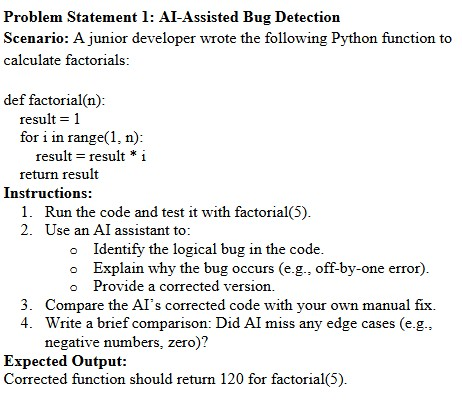 Problem Statement 1: AI-Assisted Bug Detection
Scenario: A junior developer wrote the following Python function to
calculate factorials:
def factorial(n):
result = 1
for i in range(1, n):
result = result * i
return result
Instructions:
1. Run the code and test it with factorial(5).
2. Use an AI assistant to:
o Identify the logical bug in the code.
o Explain why the bug occurs (e.g., off-by-one error).
o Provide a corrected version.
3. Compare the AI's corrected code with your own manual fix.
4. Write a brief comparison: Did AI miss any edge cases (e.g.,
negative numbers, zero)?
Expected Output:
Corrected function should return 120 for factorial(5).